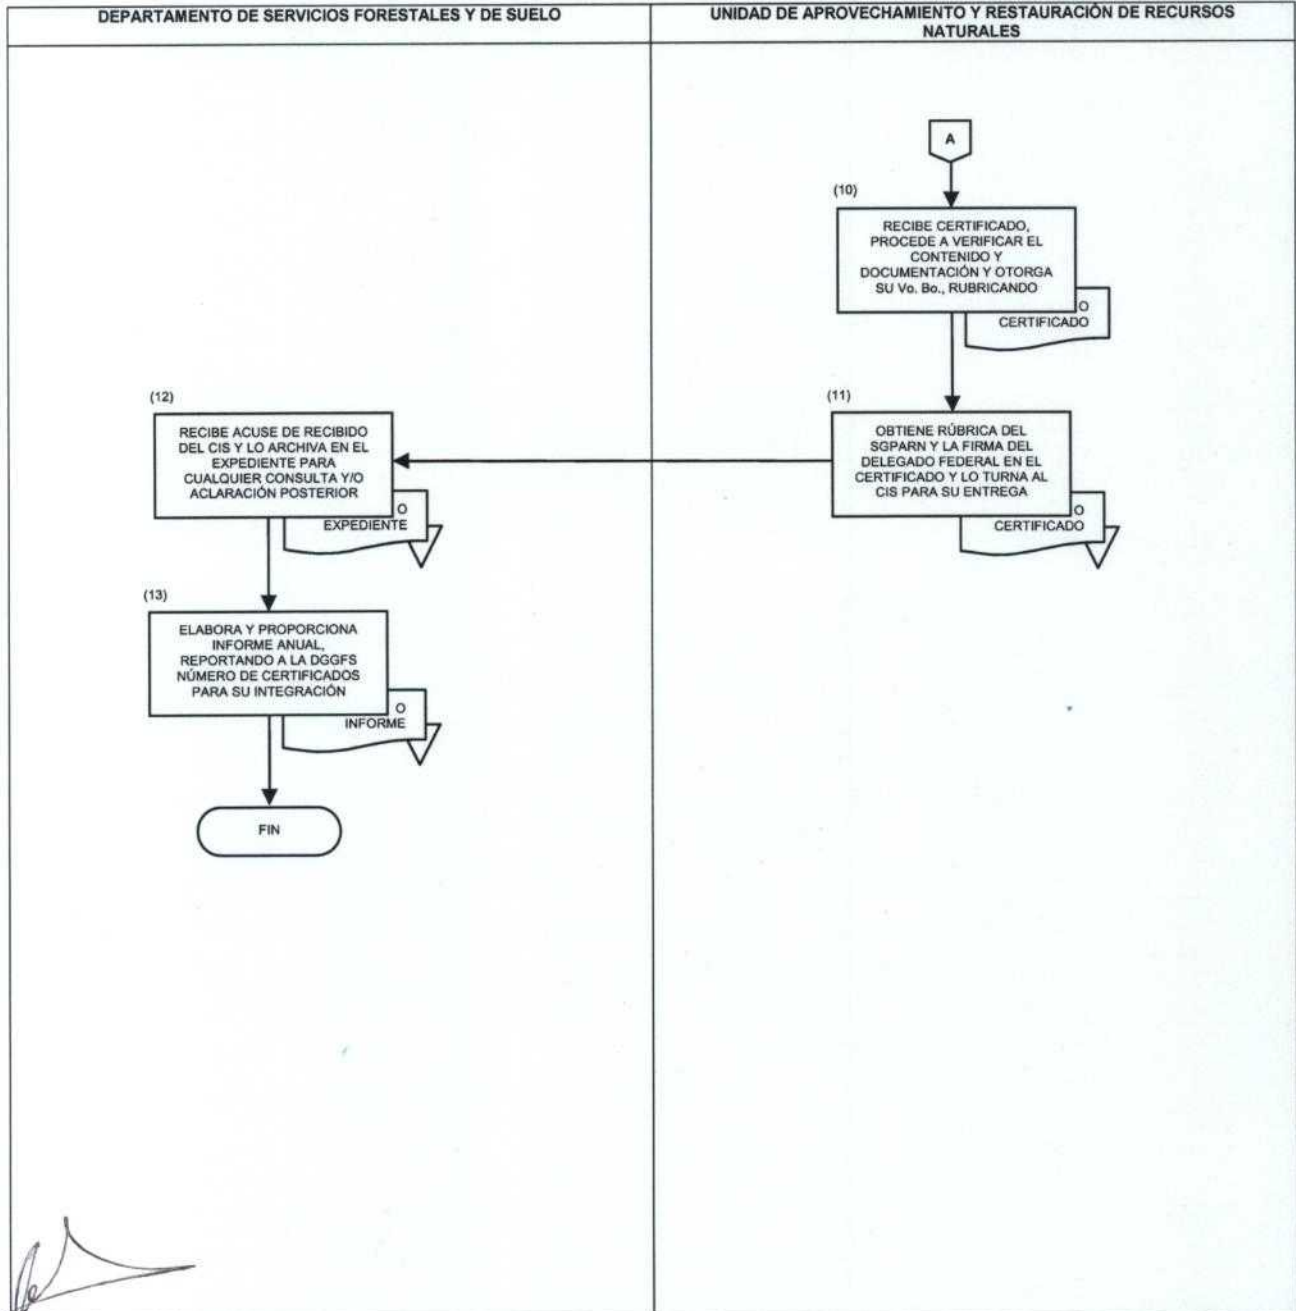 DEPARTAMENTO DE SERVICIOS FORESTALES Y DE SUELO
UNIDAD DE APROVECHAMIENTO Y RESTAURACIÓN DE RECURSOS
NATURALES
A
(10)
RECIBE CERTIFICADO,
PROCEDE A VERIFICAR EL
CONTENIDO Y
DOCUMENTACIÓN Y OTORGA
SU Vo. Bo., RUBRICANDO
O
CERTIFICADO
(11)
OBTIENE RÚBRICA DEL
SGPARN Y LA FIRMA DEL
DELEGADO FEDERAL EN EL
CERTIFICADO Y LO TURNA AL
CIS PARA SU ENTREGA
O
CERTIFICADO
(12)
RECIBE ACUSE DE RECIBIDO
DEL CIS Y LO ARCHIVA EN EL
EXPEDIENTE PARA
CUALQUIER CONSULTA Y/O
ACLARACIÓN POSTERIOR
O
EXPEDIENTE
(13)
ELABORA Y PROPORCIONA
INFORME ANUAL,
REPORTANDO A LA DGGFS
NÚMERO DE CERTIFICADOS
PARA SU INTEGRACIÓN
O
INFORME
FIN